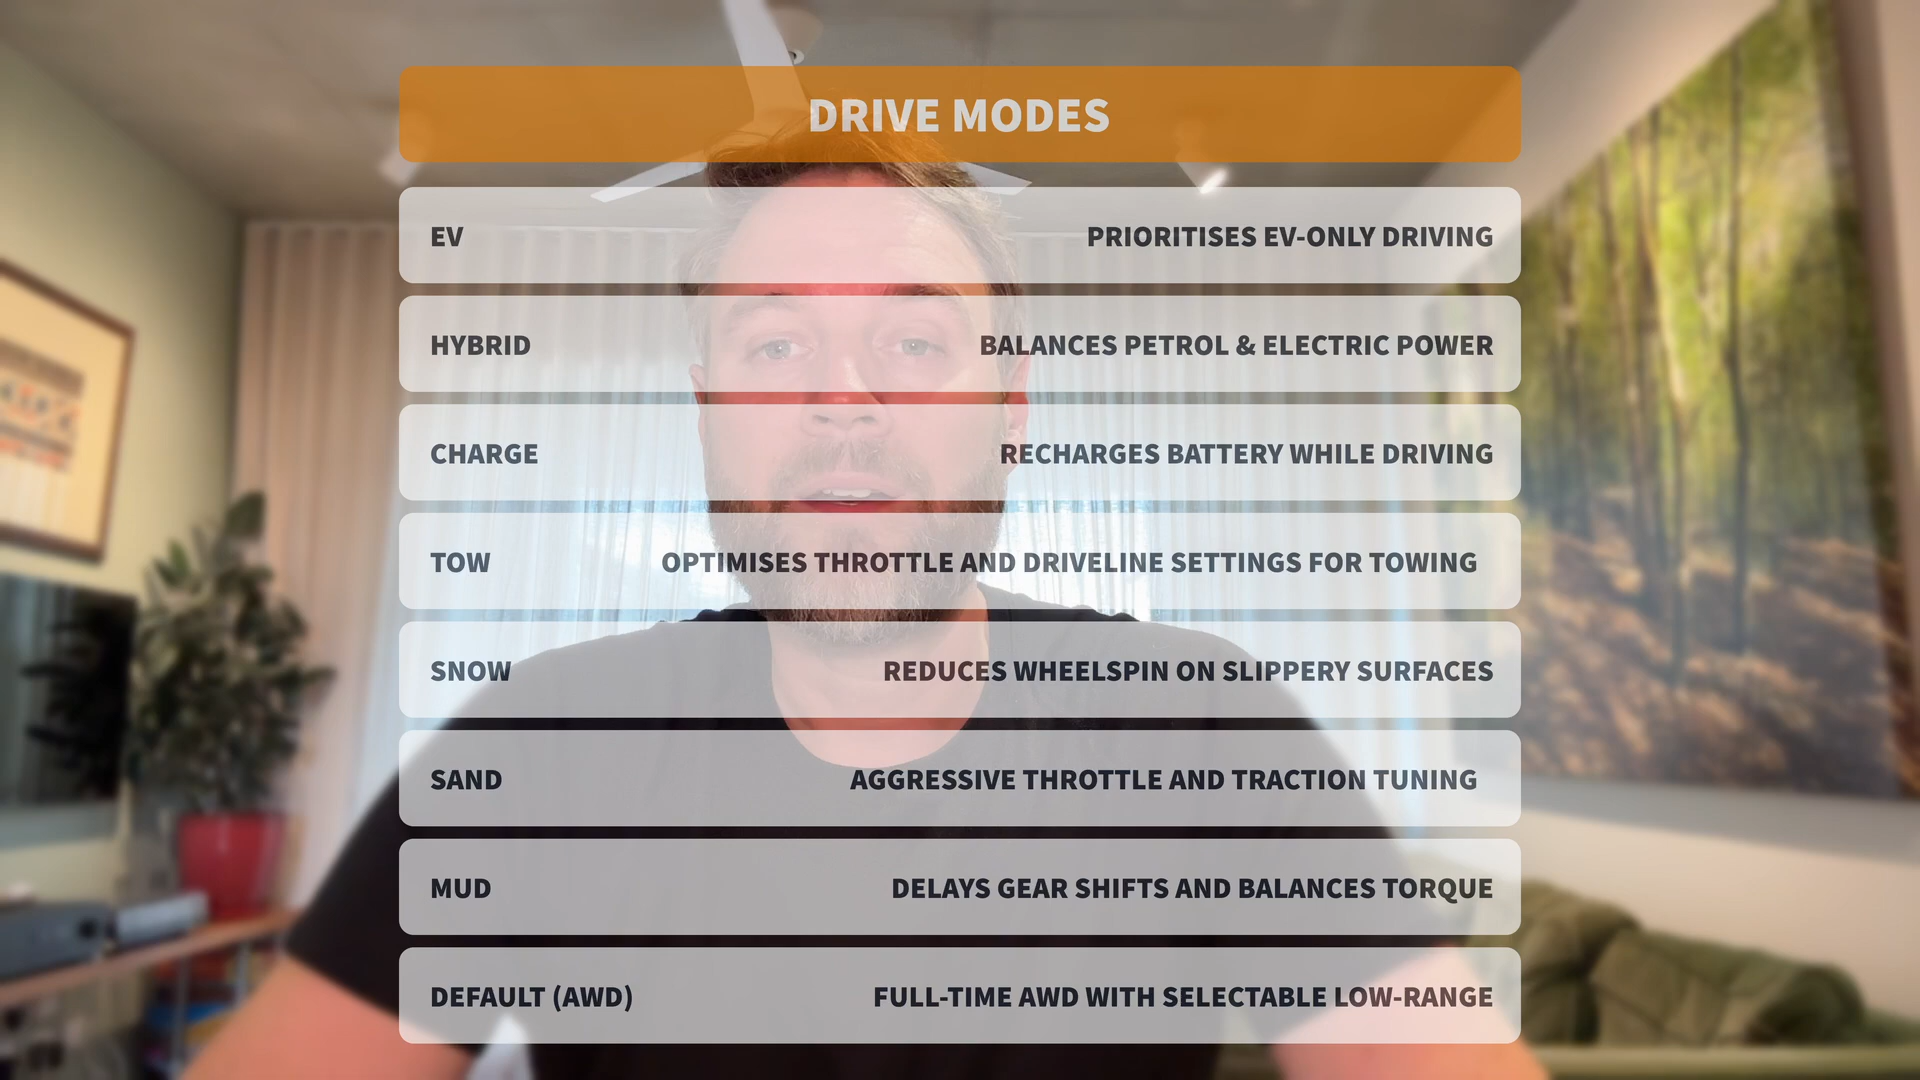 DRIVE MODES
EV PRIORITISES EV-ONLY DRIVING
HYBRID BALANCES PETROL & ELECTRIC POWER
CHARGE RECHARGES BATTERY WHILE DRIVING
TOW OPTIMISES THROTTLE AND DRIVELINE SETTINGS FOR TOWING
SNOW REDUCES WHEELSPIN ON SLIPPERY SURFACES
SAND AGGRESSIVE THROTTLE AND TRACTION TUNING
MUD DELAYS GEAR SHIFTS AND BALANCES TORQUE
DEFAULT (AWD) FULL-TIME AWD WITH SELECTABLE LOW-RANGE